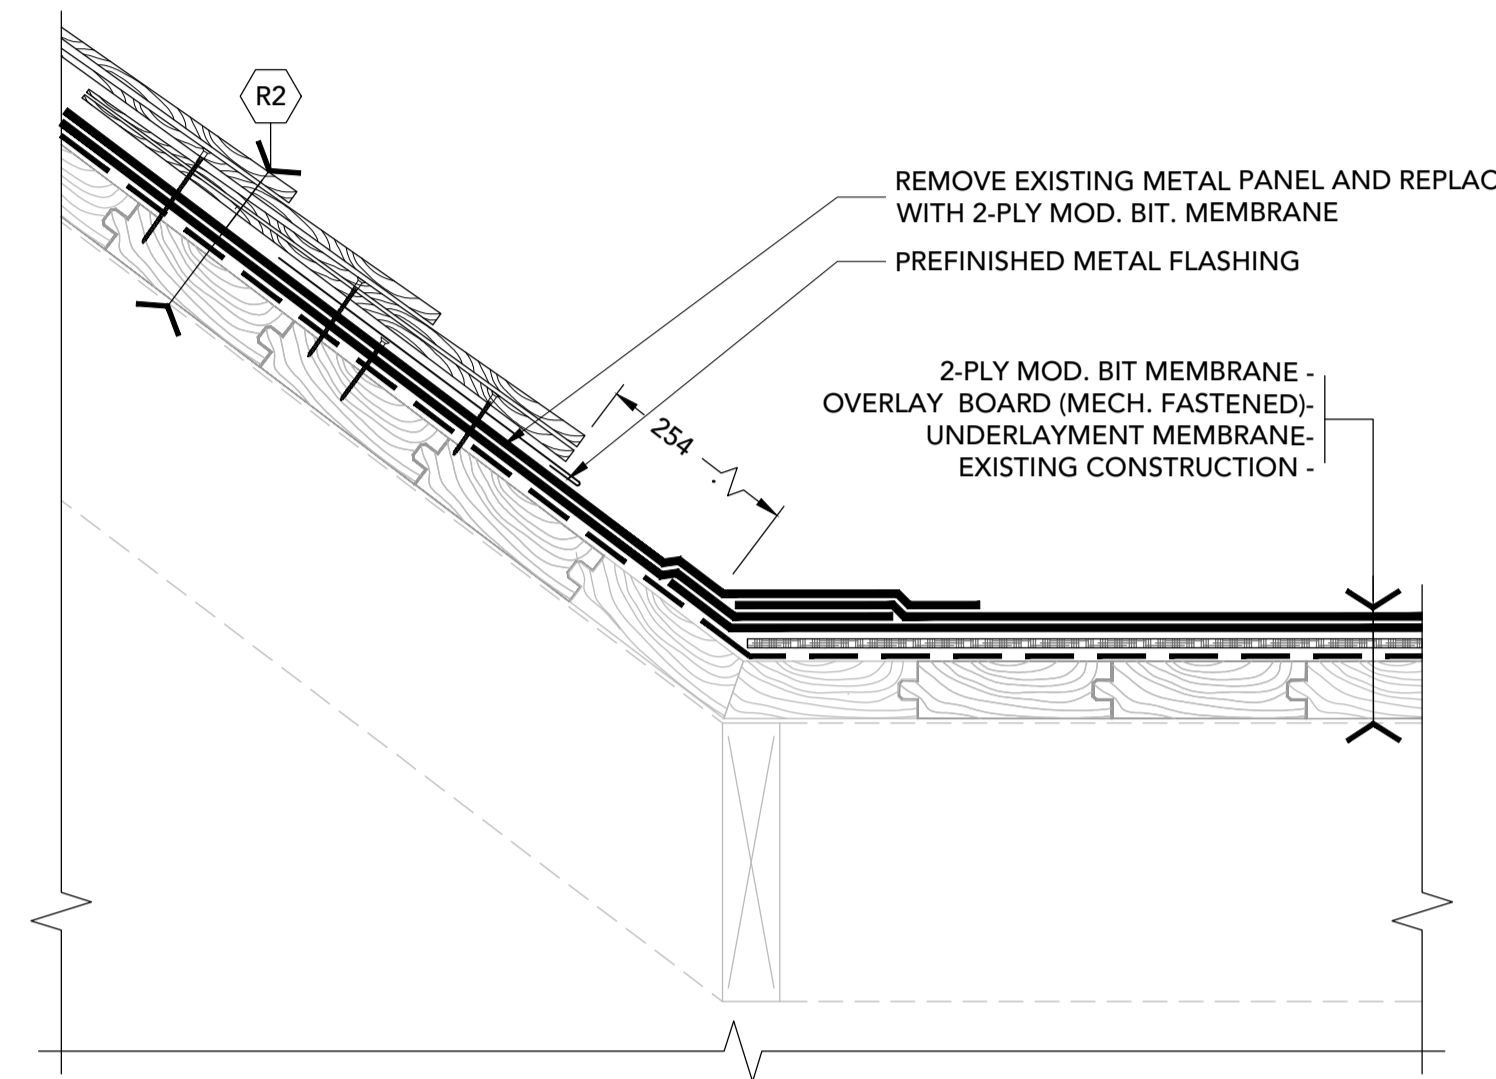 R2
REMOVE EXISTING METAL PANEL AND REPLAC
WITH 2-PLY MOD. BIT. MEMBRANE
PREFINISHED METAL FLASHING
254
2-PLY MOD. BIT MEMBRANE -
OVERLAY BOARD (MECH. FASTENED)-
UNDERLAYMENT MEMBRANE-
EXISTING CONSTRUCTION -